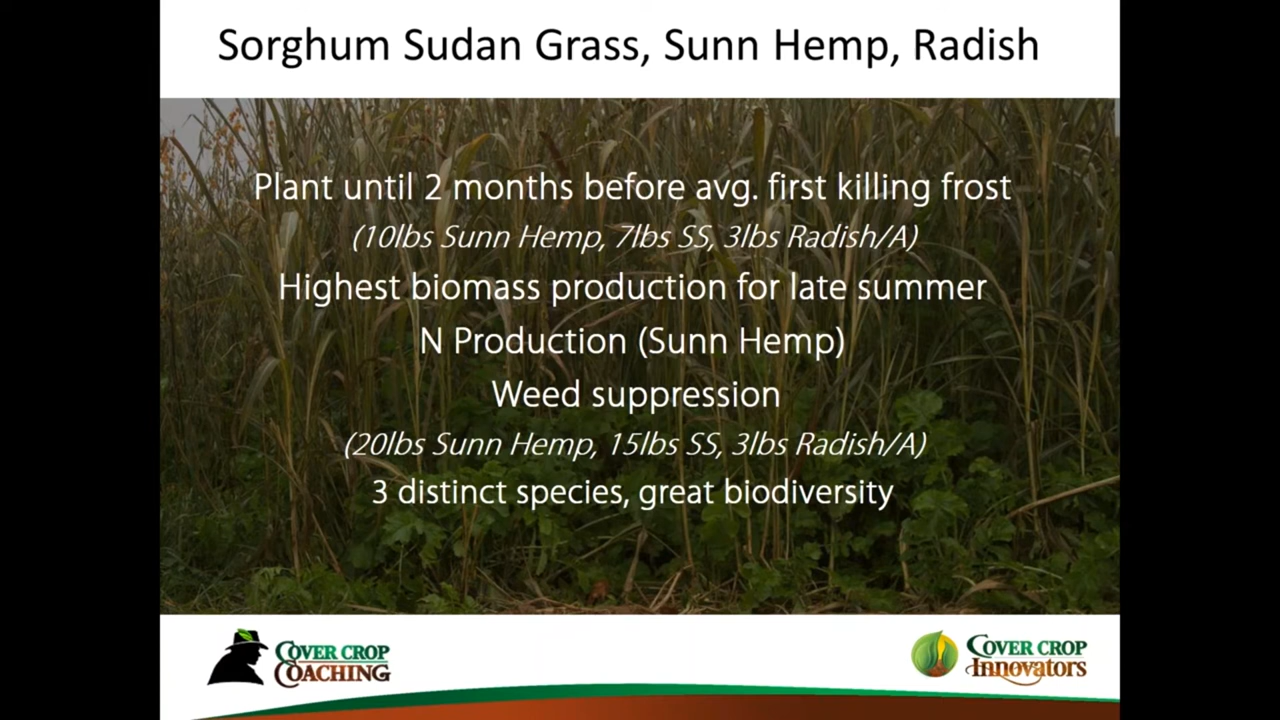 Sorghum Sudan Grass, Sunn Hemp, Radish
Plant until 2 months before avg. first killing frost
(10lbs Sunn Hemp, 7lbs SS, 3lbs Radish/A)
Highest biomass production for late summer
N Production (Sunn Hemp)
Weed suppression
(20lbs Sunn Hemp, 15lbs SS, 3lbs Radish/A)
3 distinct species, great biodiversity
COVER CROP
COACHING
COVER CROP
Innovators